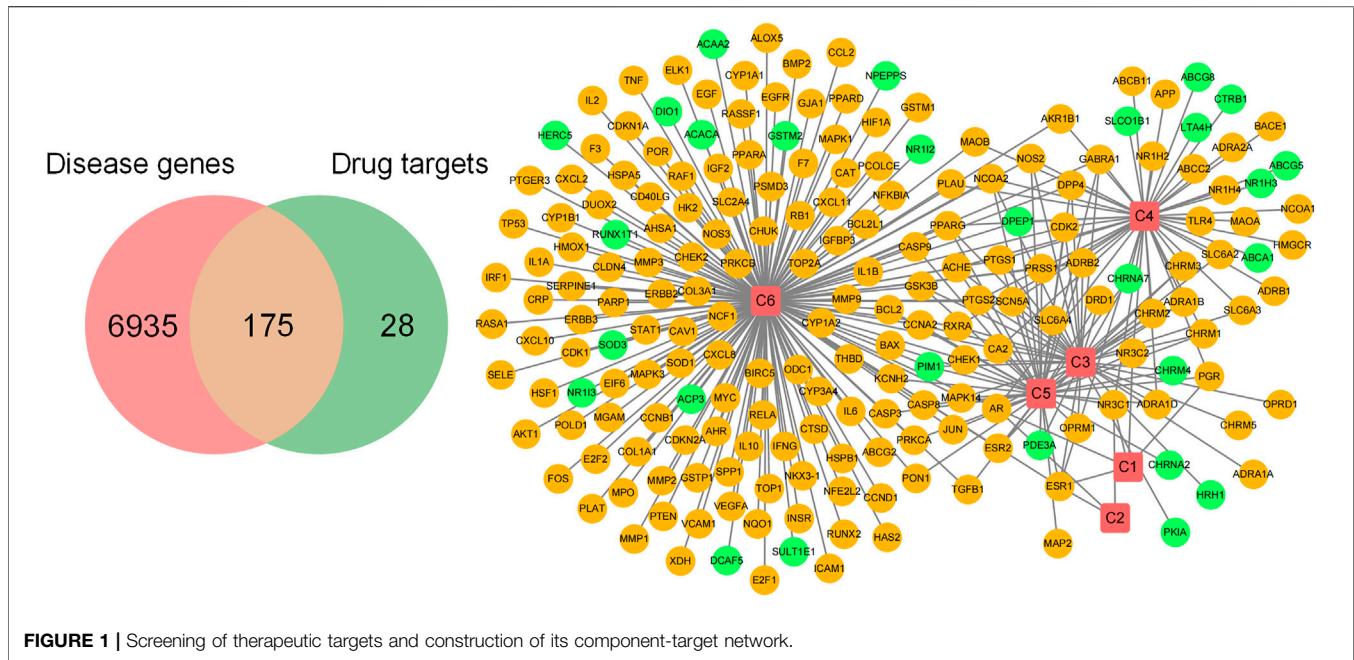 Disease genes
Drug targets
6935
175
28
ACAA2
ALOX5
CCL2
ELK1
CYP1A1
BMP2
NPEPPS
TNF
EGF
EGFR
GJA1
PPARD
IL2
DIO1
RASSF1
HIF1A
GSTM1
HERC5
CDKN1A
ACACA
GSTM2
MAPK1
F3
POR
PPARA
F7
NR1I2
PTGER3
CXCL2
HSPA5
RAF1
IGF2
CAT
PCOLCE
DUOX2
CD40LG
HK2
SLC2A4
PSMD3
CXCL11
NFKBIA
TP53
CYP1B1
RUNX1T1
AHSA1
NOS3
CHUK
RB1
BCL2L1
IGFBP3
IL1A
HMOX1
CLDN4
MMP3
CHEK2
PRKCB
TOP2A
IL1B
IRF1
SERPINE1
CRP
PARP1
ERBB2
COL3A1
C6
MMP9
RASA1
ERBB3
STAT1
CAV1
NCF1
CYP1A2
CXCL10
CDK1
SOD3
SOD1
CXCL8
THBD
SELE
HSF1
NR1I3
EIF6
MAPK3
BIRC5
ODC1
CYP3A4
AKT1
POLD1
MGAM
CCNB1
ACP3
MYC
RELA
IL6
E2F2
COL1A1
CDKN2A
AHR
IL10
IFNG
CTSD
HSPB1
ABCG2
FOS
MPO
MMP2
GSTP1
SPP1
TOP1
NKX3-1
NFE2L2
CCND1
PLAT
PTEN
VCAM1
VEGFA
NQO1
INSR
RUNX2
HAS2
MMP1
XDH
DCAF5
SULT1E1
E2F1
ICAM1
ABCB11
APP
ABCG8
CTRB1
AKR1B1
SLCO1B1
LTA4H
BACE1
MAOB
NOS2
GABRA1
NR1H2
ADRA2A
ABCC2
ABCG5
PLAU
NCOA2
DPP4
NR1H4
NR1H3
NCOA1
PPARG
DPEP1
CDK2
C4
TLR4
MAOA
HMGCR
CASP9
ACHE
PTGS1
PRSS1
ADRB2
CHRM3
SLC6A2
ABCA1
GSK3B
PTGS2
SCN5A
DRD1
CHRNA7
ADRA1B
ADRB1
BCL2
CCNA2
RXRA
SLC6A4
CHRM2
SLC6A3
CHRM1
BAX
CHEK1
CA2
C3
NR3C2
KCNH2
PIM1
C5
CHRM4
PGR
CASP3
CASP8
MAPK14
AR
NR3C1
ADRA1D
OPRD1
PRKCA
JUN
OPRM1
CHRM5
ESR2
PDE3A
C1
CHRNA2
PON1
TGFB1
ESR1
HRH1
ADRA1A
C2
MAP2
PKIA
FIGURE 1 | Screening of therapeutic targets and construction of its component-target network.